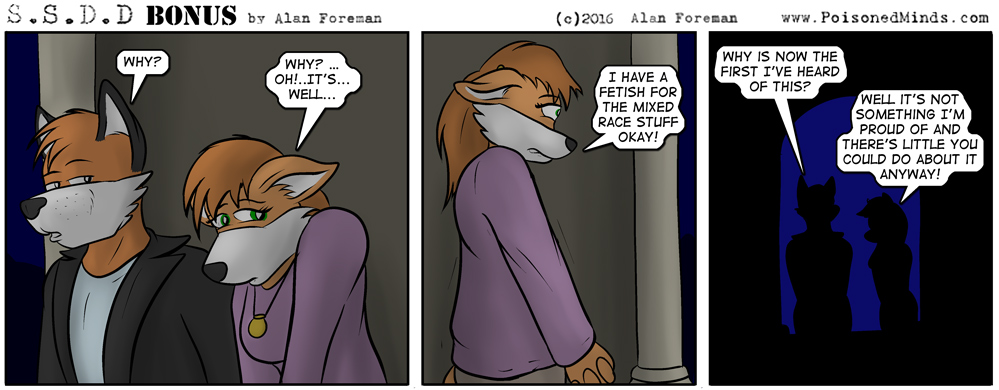 S.S.D.D BONUS by Alan Foreman (c)2016 Alan Foreman www.PoisonedMinds.com
WHY?
WHY? ...
OH!..IT'S...
WELL...
I HAVE A
FETISH FOR
THE MIXED
RACE STUFF
OKAY!
WHY IS NOW THE
FIRST I'VE HEARD
OF THIS?
WELL IT'S NOT
SOMETHING I'M
PROUD OF AND
THERE'S LITTLE YOU
COULD DO ABOUT IT
ANYWAY!